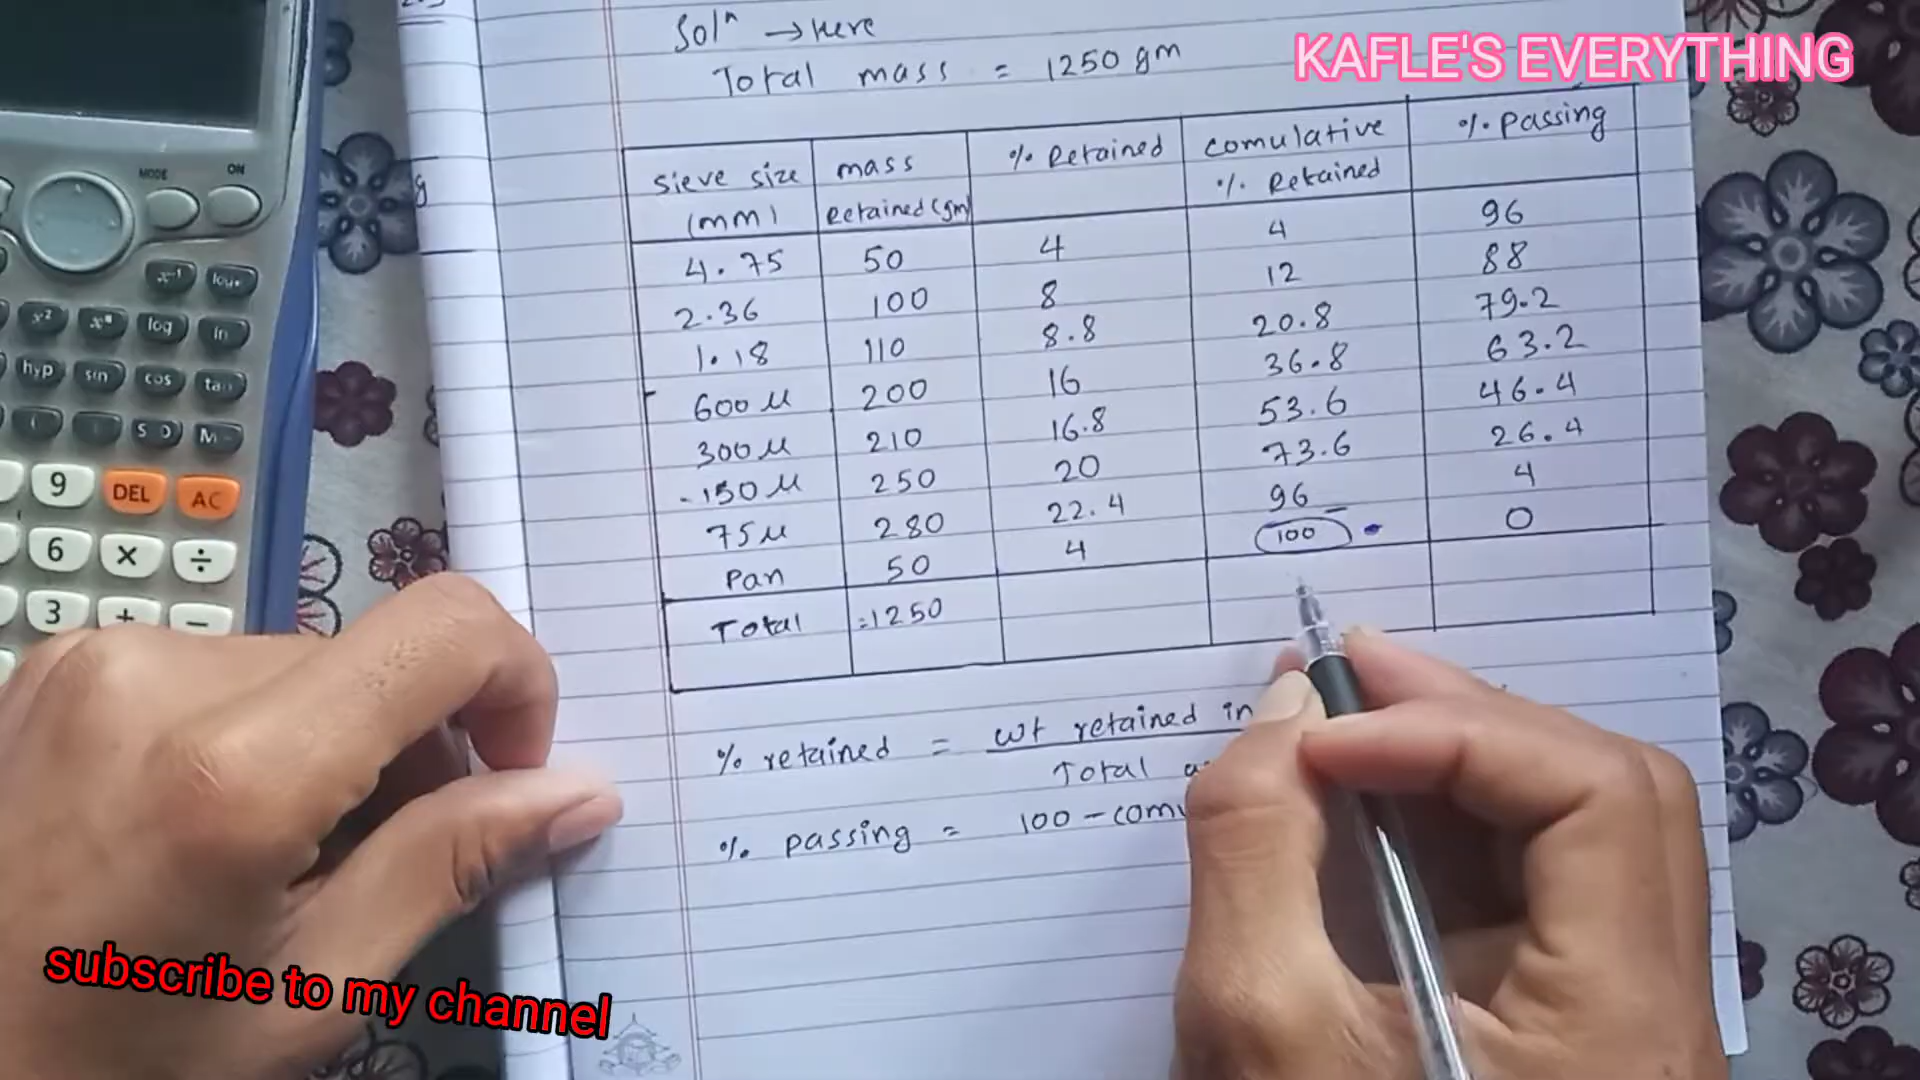 Solⁿ → Here
Total mass = 1250 gm
KAFLE'S EVERYTHING
Sieve size (mm) | mass Retained (gm) | % Retained | comulative % Retained | % Passing
4.75 | 50 | 4 | 4 | 96
2.36 | 100 | 8 | 12 | 88
1.18 | 110 | 8.8 | 20.8 | 79.2
600 μ | 200 | 16 | 36.8 | 63.2
300 μ | 210 | 16.8 | 53.6 | 46.4
150 μ | 250 | 20 | 73.6 | 26.4
75 μ | 280 | 22.4 | 96 | 4
Pan | 50 | 4 | 100 | 0
Total | =1250
% retained = wt retained in
Total
% passing = 100 -
subscribe to my channel
MODE ON
x⁻¹
x² log ln
hyp sin cos tan
9 DEL AC
6 × ÷
3 + −